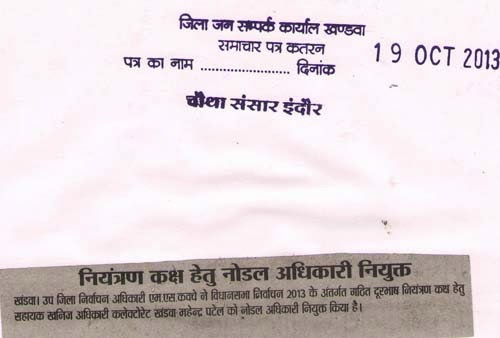 जिला जन सम्पर्क कार्याल खण्डवा
समाचार पत्र कतरन
19 OCT 2013
पत्र का नाम ........................ दिनांक
चौथा संसार इंदौर
नियंत्रण कक्ष हेतु नोडल अधिकारी नियुक्त
खंडवा। उप जिला निर्वाचन अधिकारी एम.एस.कवचे ने विधानसभा निर्वाचन 2013 के अंतर्गत गठित दूरभाष नियंत्रण कक्ष हेतु
सहायक खनिज अधिकारी कलेक्टोरेट खंडवा महेन्द्र पटेल को नोडल अधिकारी नियुक्त किया है।